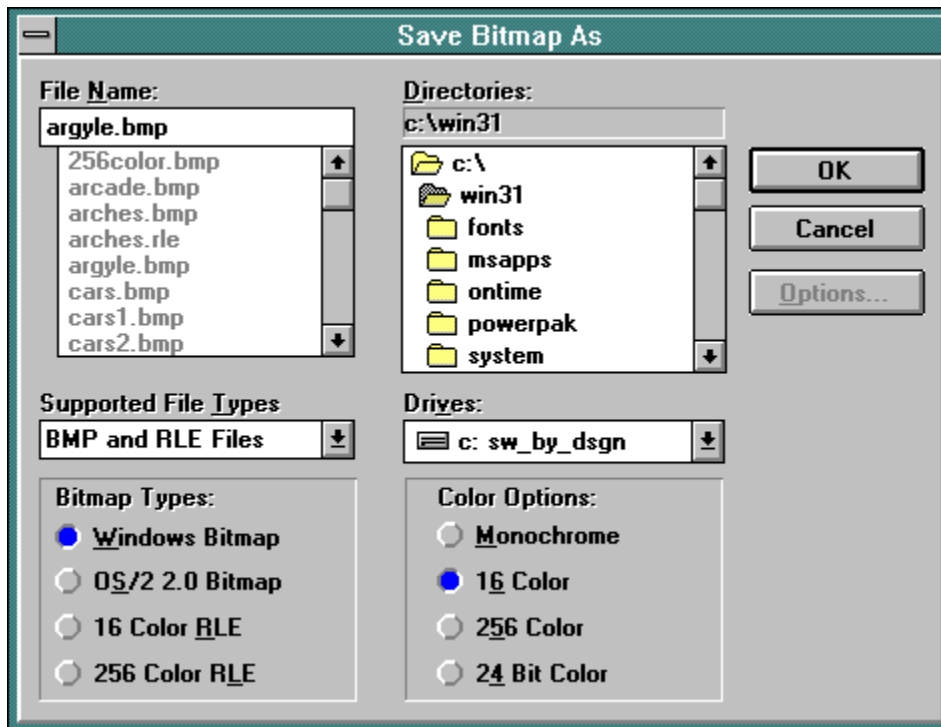 Save Bitmap As
File Name:
argyle.bmp
256color.bmp
arcade.bmp
arches.bmp
arches.rle
argyle.bmp
cars.bmp
cars1.bmp
cars2.bmp
Supported File Types
BMP and RLE Files
Bitmap Types:
Windows Bitmap
OS/2 2.0 Bitmap
16 Color RLE
256 Color RLE
Directories:
c:\win31
c:\
win31
fonts
msapps
ontime
powerpak
system
Drives:
c: sw_by_dsgn
Color Options:
Monochrome
16 Color
256 Color
24 Bit Color
OK
Cancel
Options...